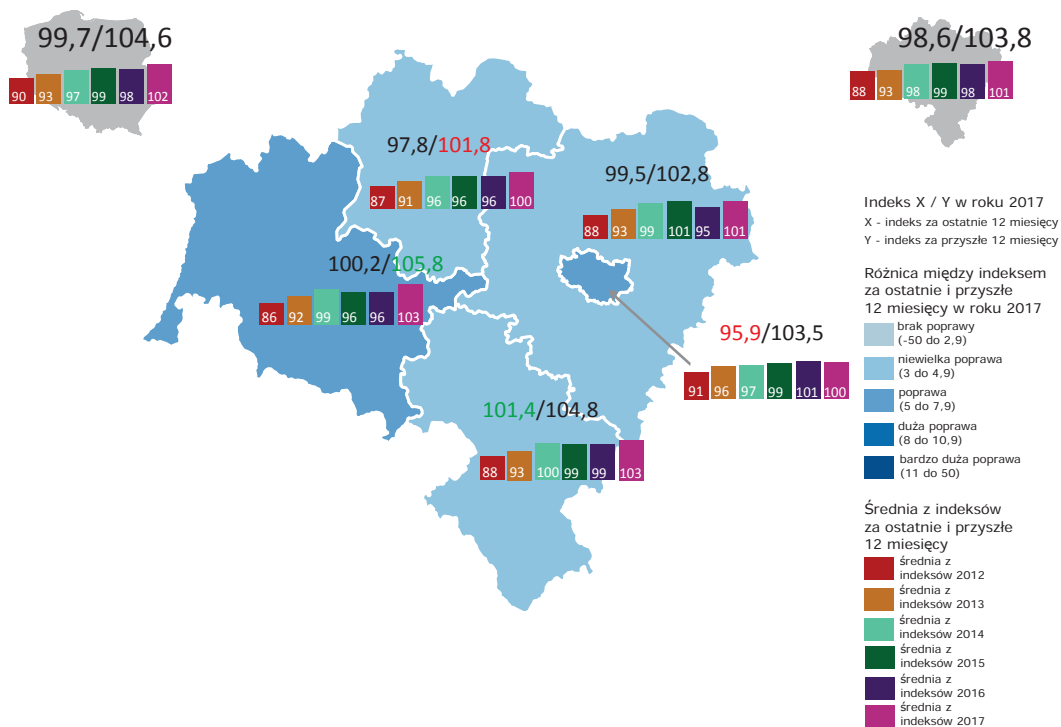 99,7/104,6
90 93 97 99 98 102
98,6/103,8
88 93 98 99 98 101
97,8/101,8
87 91 96 96 96 100
99,5/102,8
88 93 99 101 95 101
100,2/105,8
86 92 99 96 96 103
95,9/103,5
91 96 97 99 101 100
101,4/104,8
88 93 100 99 99 103
Indeks X / Y w roku 2017
X - indeks za ostatnie 12 miesięcy
Y - indeks za przyszłe 12 miesięcy
Różnica między indeksem
za ostatnie i przyszłe
12 miesięcy w roku 2017
brak poprawy
(-50 do 2,9)
niewielka poprawa
(3 do 4,9)
poprawa
(5 do 7,9)
duża poprawa
(8 do 10,9)
bardzo duża poprawa
(11 do 50)
Średnia z indeksów
za ostatnie i przyszłe
12 miesięcy
średnia z
indeksów 2012
średnia z
indeksów 2013
średnia z
indeksów 2014
średnia z
indeksów 2015
średnia z
indeksów 2016
średnia z
indeksów 2017